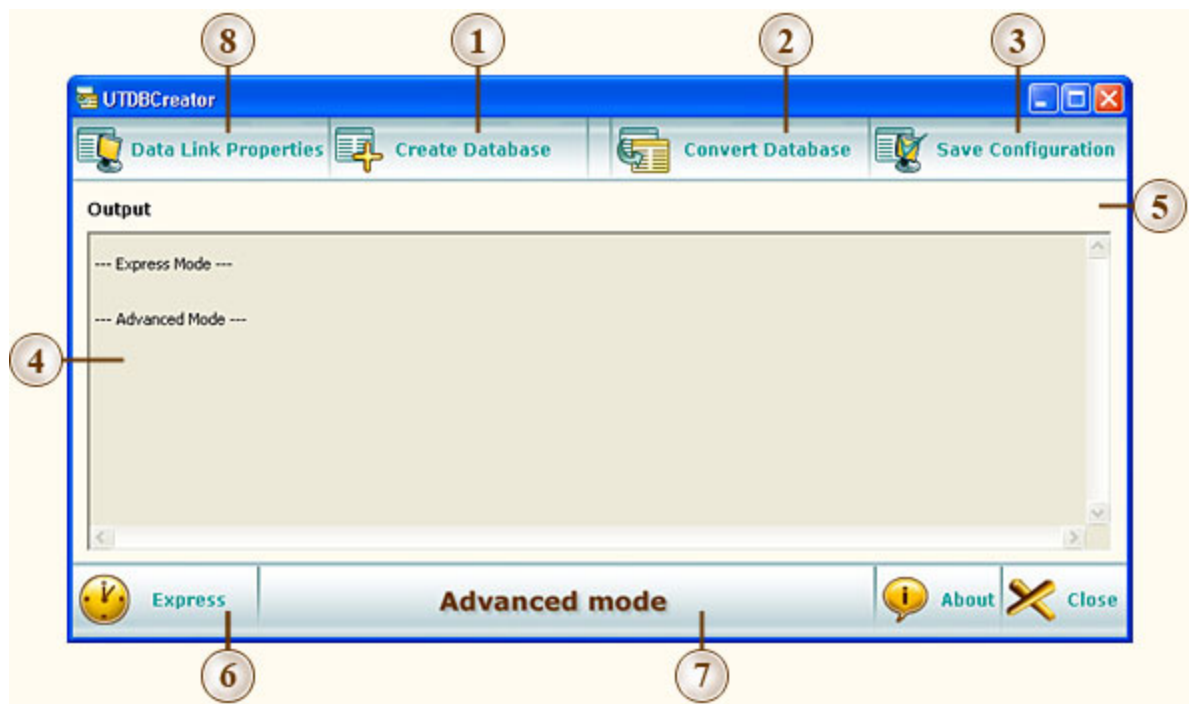 8 1 2 3
UTDBCreator
Data Link Properties Create Database Convert Database Save Configuration
5
Output
--- Express Mode ---
--- Advanced Mode ---
4
Express Advanced mode About Close
6 7